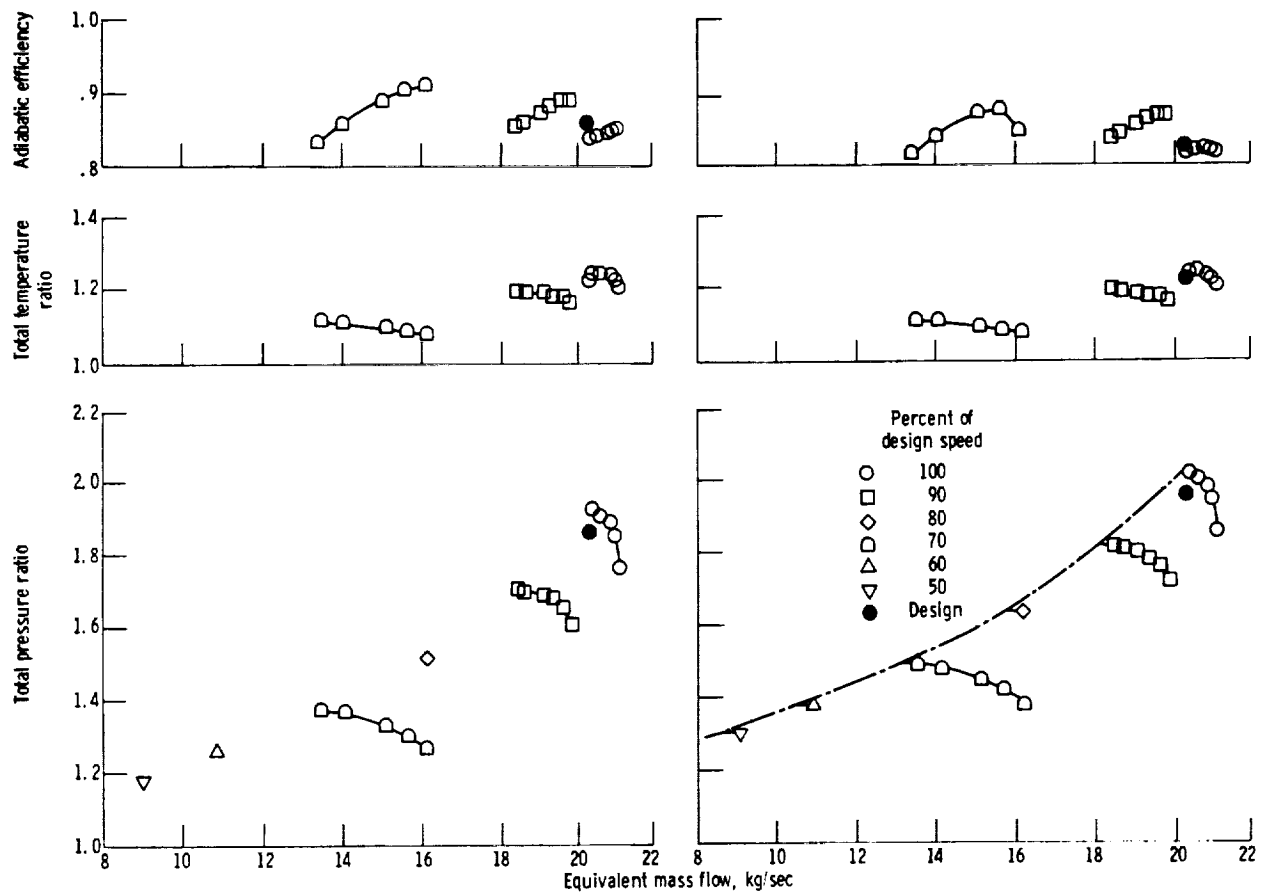 Adiabatic efficiency
1.0
.9
.8
Total temperature
ratio
1.4
1.2
1.0
Total pressure ratio
2.2
2.0
1.8
1.6
1.4
1.2
1.0
8 10 12 14 16 18 20 22
Percent of
design speed
100
90
80
70
60
50
Design
8 10 12 14 16 18 20 22
Equivalent mass flow, kg/sec